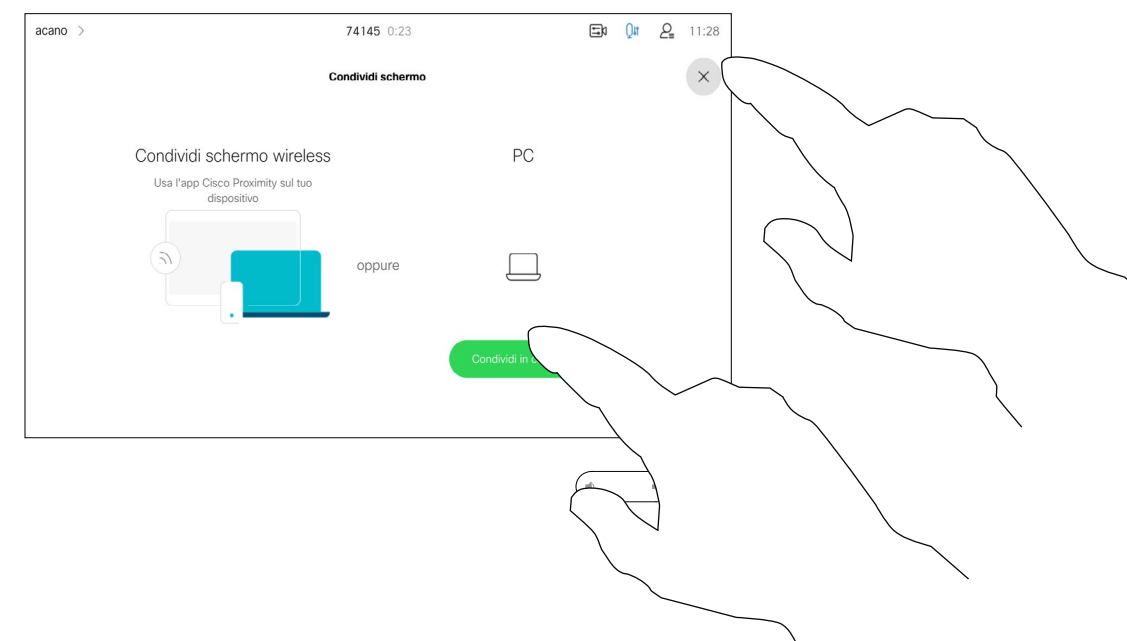 acano
74145 0:23
11:28
Condividi schermo
Condividi schermo wireless
Usa l'app Cisco Proximity sul tuo
dispositivo
oppure
PC
Condividi in